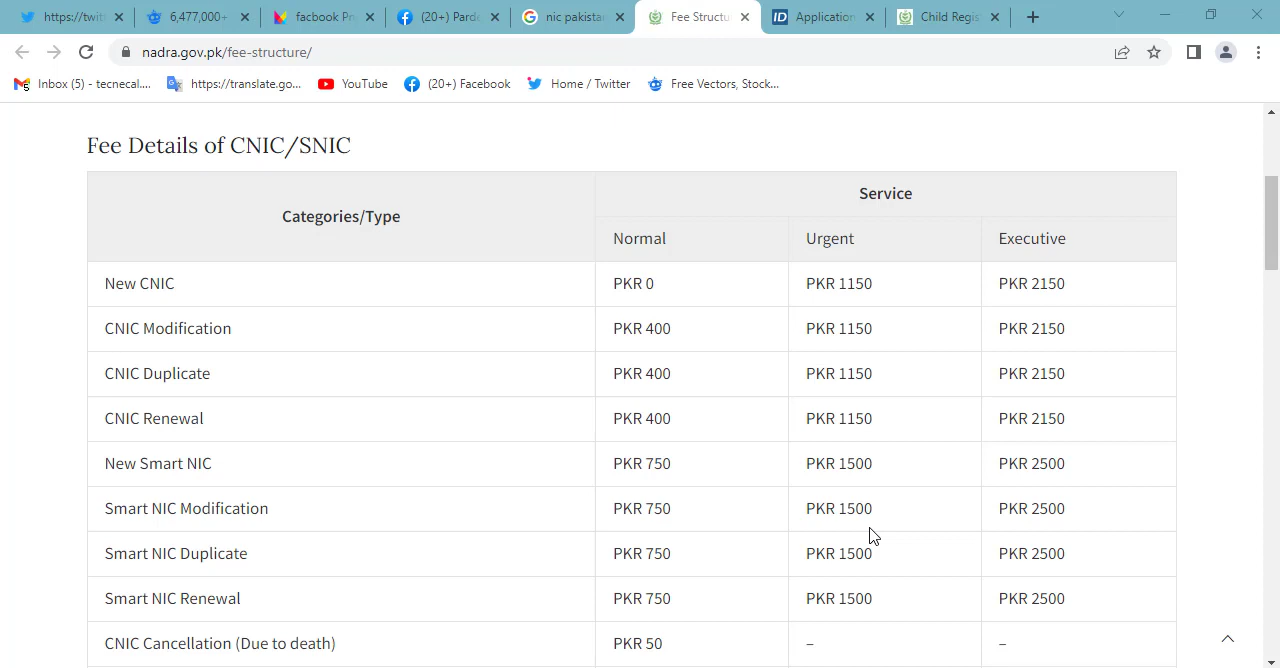 https://twitt
6,477,000+
facbook Pr
(20+) Parde
nic pakistar
Fee Structu
Application
Child Regis
nadra.gov.pk/fee-structure/
Inbox (5) - tecnecal....
https://translate.go...
YouTube
(20+) Facebook
Home / Twitter
Free Vectors, Stock...
Fee Details of CNIC/SNIC
Categories/Type Service
Normal Urgent Executive
New CNIC PKR 0 PKR 1150 PKR 2150
CNIC Modification PKR 400 PKR 1150 PKR 2150
CNIC Duplicate PKR 400 PKR 1150 PKR 2150
CNIC Renewal PKR 400 PKR 1150 PKR 2150
New Smart NIC PKR 750 PKR 1500 PKR 2500
Smart NIC Modification PKR 750 PKR 1500 PKR 2500
Smart NIC Duplicate PKR 750 PKR 1500 PKR 2500
Smart NIC Renewal PKR 750 PKR 1500 PKR 2500
CNIC Cancellation (Due to death) PKR 50 – –